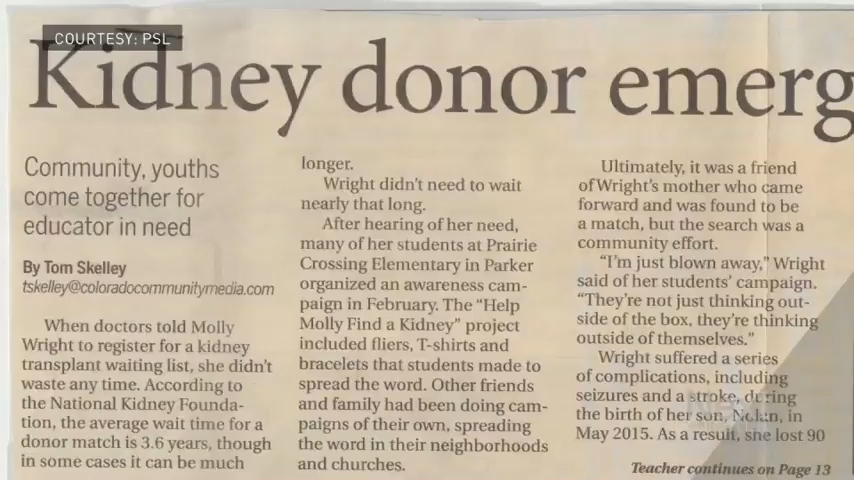 COURTESY: PSL
Kidney donor emerg
Community, youths
come together for
educator in need
By Tom Skelley
tskelley@coloradocommunitymedia.com
When doctors told Molly
Wright to register for a kidney
transplant waiting list, she didn't
waste any time. According to
the National Kidney Founda-
tion, the average wait time for a
donor match is 3.6 years, though
in some cases it can be much
longer.
Wright didn't need to wait
nearly that long.
After hearing of her need,
many of her students at Prairie
Crossing Elementary in Parker
organized an awareness cam-
paign in February. The "Help
Molly Find a Kidney" project
included fliers, T-shirts and
bracelets that students made to
spread the word. Other friends
and family had been doing cam-
paigns of their own, spreading
the word in their neighborhoods
and churches.
Ultimately, it was a friend
of Wright's mother who came
forward and was found to be
a match, but the search was a
community effort.
"I'm just blown away," Wright
said of her students' campaign.
"They're not just thinking out-
side of the box, they're thinking
outside of themselves."
Wright suffered a series
of complications, including
seizures and a stroke, during
the birth of her son, in
May 2015. As a result, she lost 90
Teacher continues on Page 13